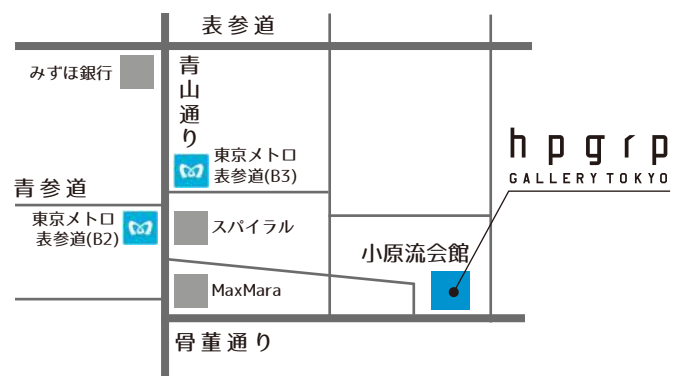 表参道
みずほ銀行
青山通り
東京メトロ
表参道(B3)
hpgrp
GALLERY TOKYO
青参道
東京メトロ
表参道(B2)
スパイラル
小原流会館
MaxMara
骨董通り